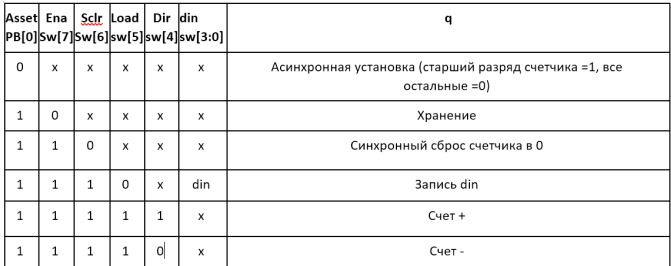 Asset Ena Sclr Load Dir din q
PB[0] Sw[7] Sw[6] sw[5] sw[4] sw[3:0]
0 x x x x x Асинхронная установка (старший разряд счетчика =1, все
остальные =0)
1 0 x x x x Хранение
1 1 0 x x x Синхронный сброс счетчика в 0
1 1 1 0 x din Запись din
1 1 1 1 1 x Счет +
1 1 1 1 0 x Счет -